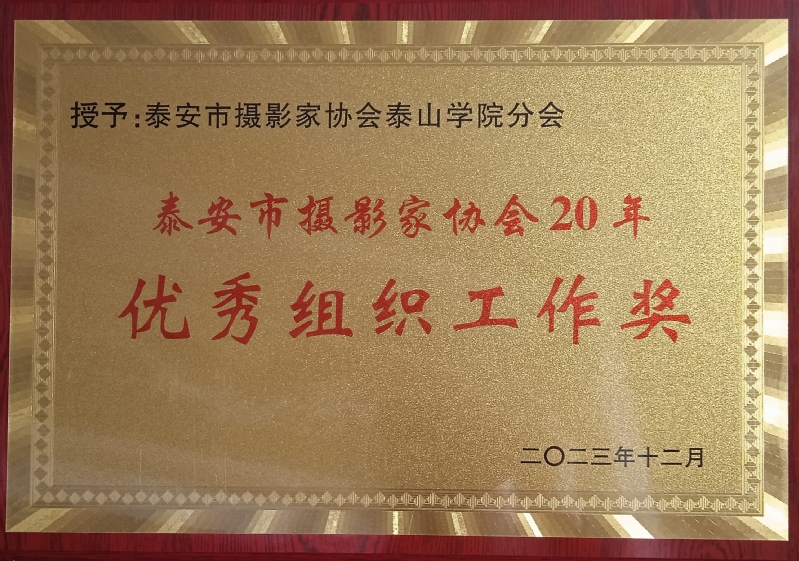 授予:泰安市摄影家协会泰山学院分会
泰安市摄影家协会20年
优秀组织工作奖
二〇二三年十二月